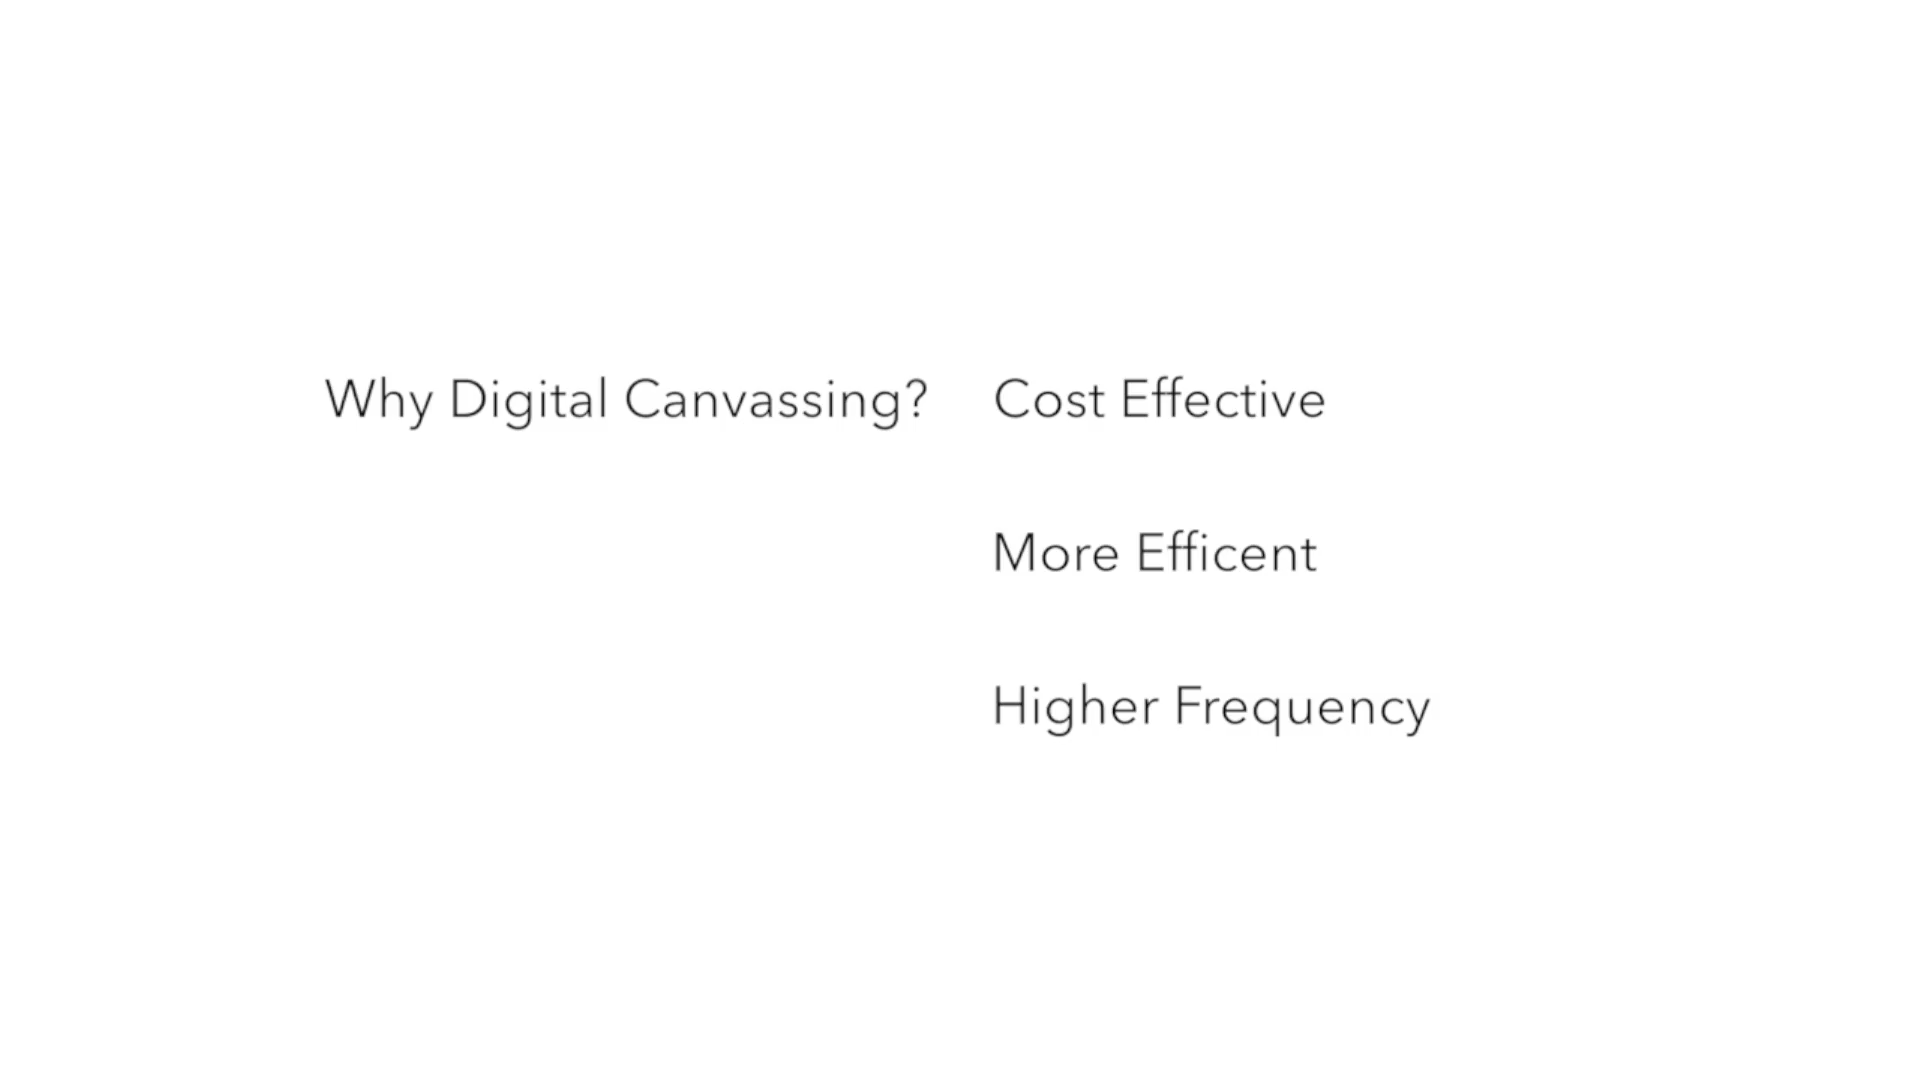 Why Digital Canvassing? Cost Effective
More Efficent
Higher Frequency